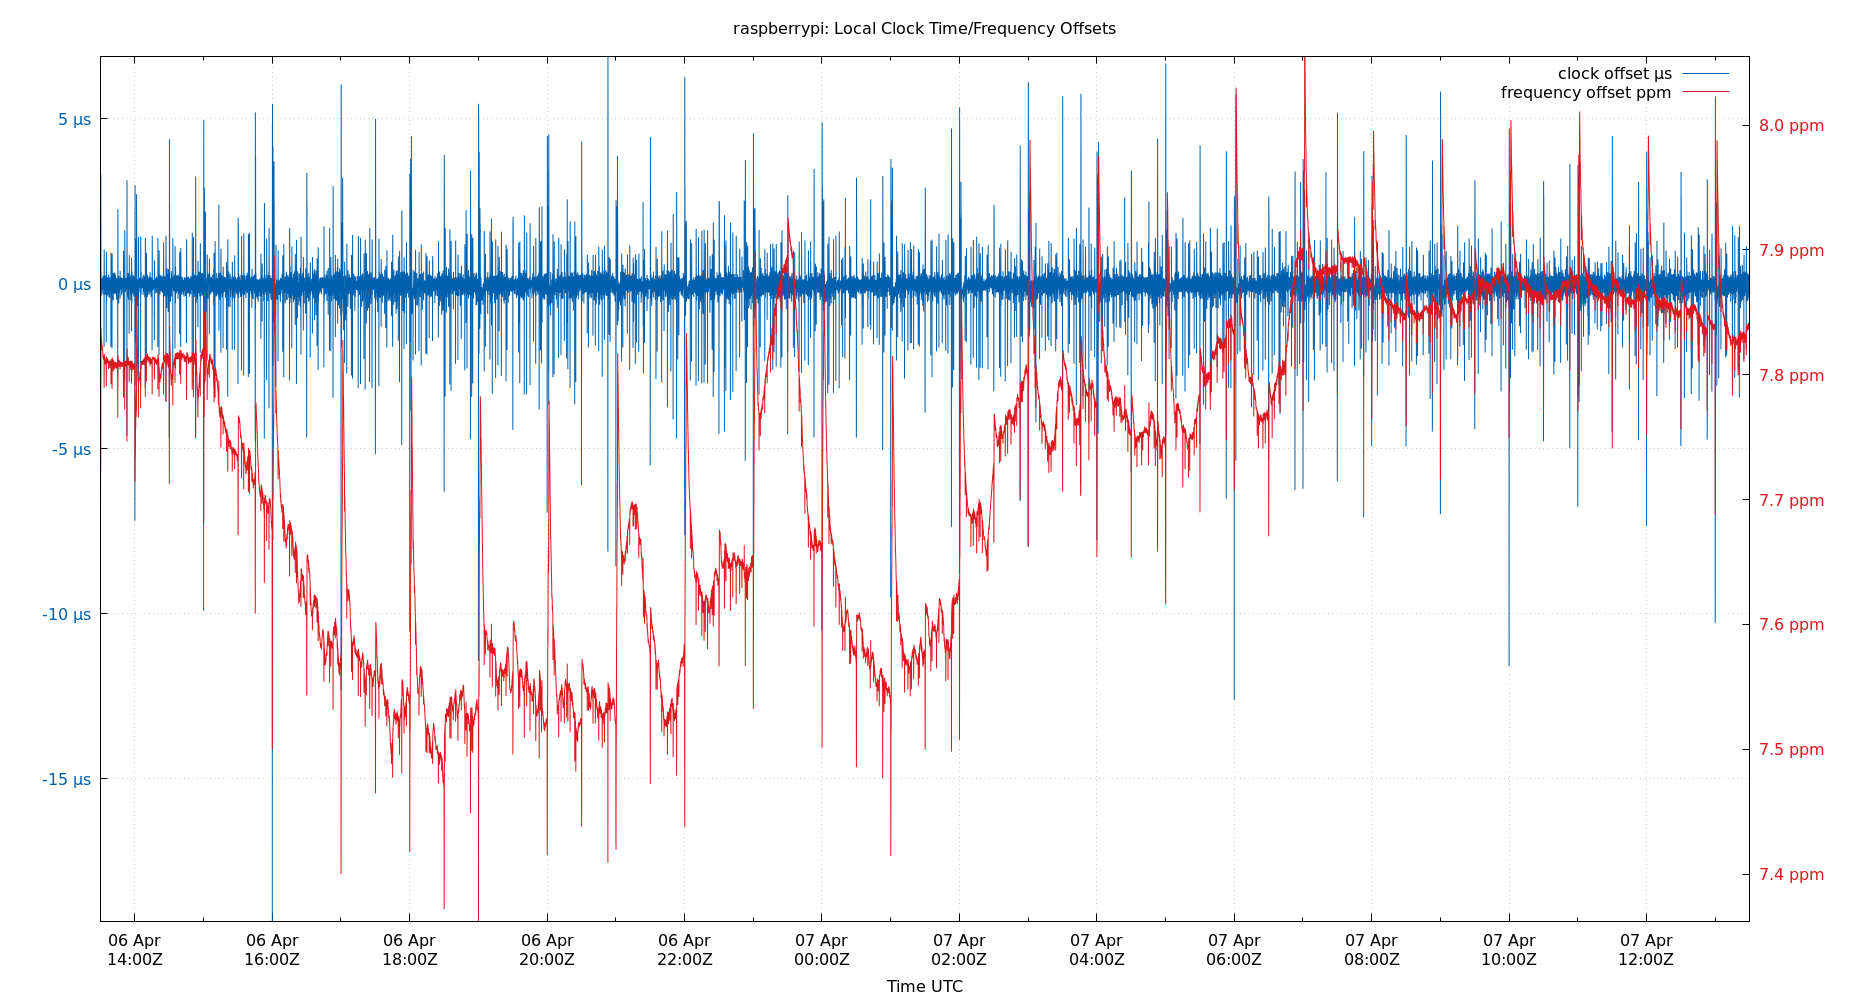 raspberrypi: Local Clock Time/Frequency Offsets
clock offset µs
frequency offset ppm
5 µs
0 µs
-5 µs
-10 µs
-15 µs
8.0 ppm
7.9 ppm
7.8 ppm
7.7 ppm
7.6 ppm
7.5 ppm
7.4 ppm
06 Apr
14:00Z
06 Apr
16:00Z
06 Apr
18:00Z
06 Apr
20:00Z
06 Apr
22:00Z
07 Apr
00:00Z
07 Apr
02:00Z
07 Apr
04:00Z
07 Apr
06:00Z
07 Apr
08:00Z
07 Apr
10:00Z
07 Apr
12:00Z
Time UTC